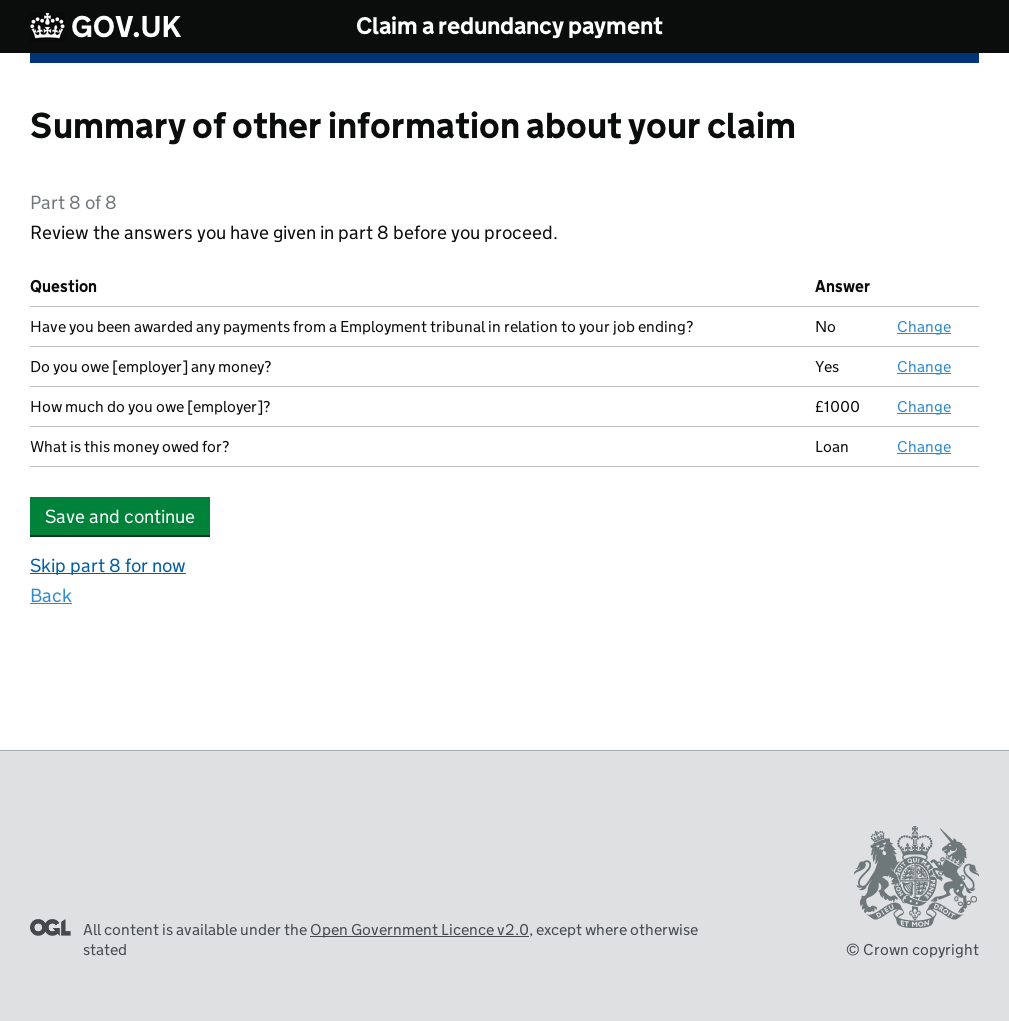 GOV.UK Claim a redundancy payment
Summary of other information about your claim
Part 8 of 8
Review the answers you have given in part 8 before you proceed.
Question Answer
Have you been awarded any payments from a Employment tribunal in relation to your job ending? No Change
Do you owe [employer] any money? Yes Change
How much do you owe [employer]? £1000 Change
What is this money owed for? Loan Change
Save and continue
Skip part 8 for now
Back
OGL All content is available under the Open Government Licence v2.0, except where otherwise
stated
DIEU ET MON DROIT
© Crown copyright